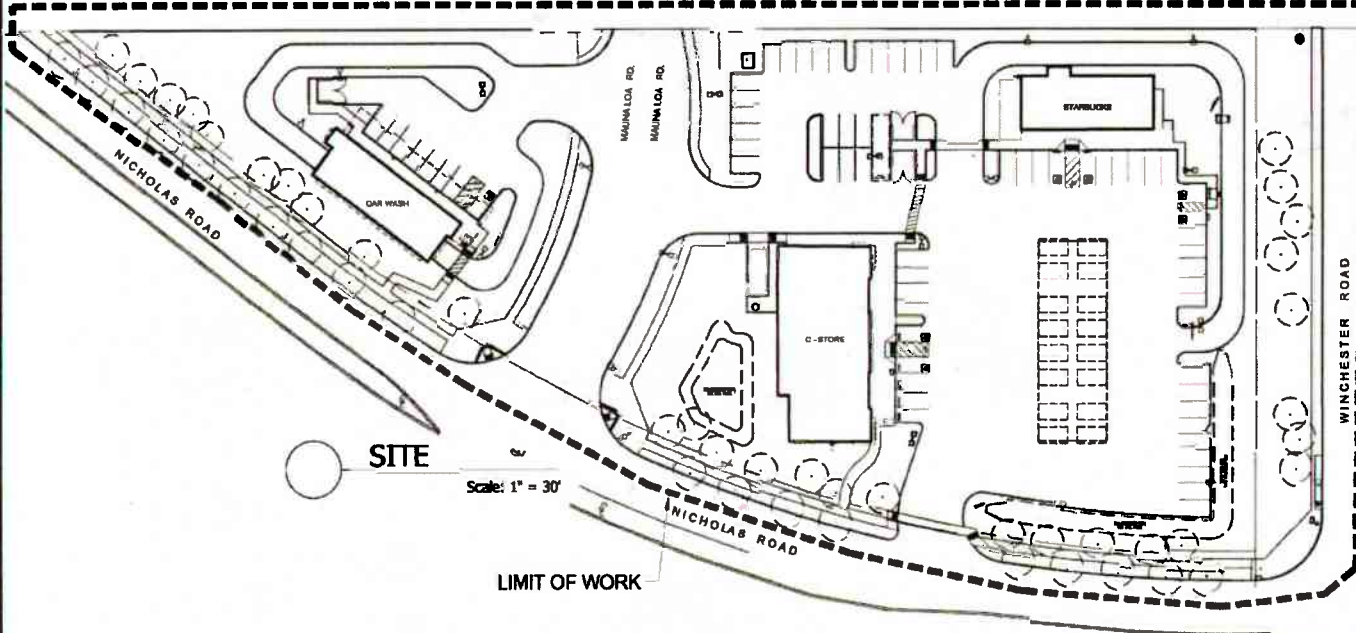 MAUNA LOA RD.
MAUNA LOA RD.
STARBUCKS
NICHOLAS ROAD
CAR WASH
WINCHESTER ROAD
C-STORE
SITE
Scale: 1" = 30'
NICHOLAS ROAD
LIMIT OF WORK